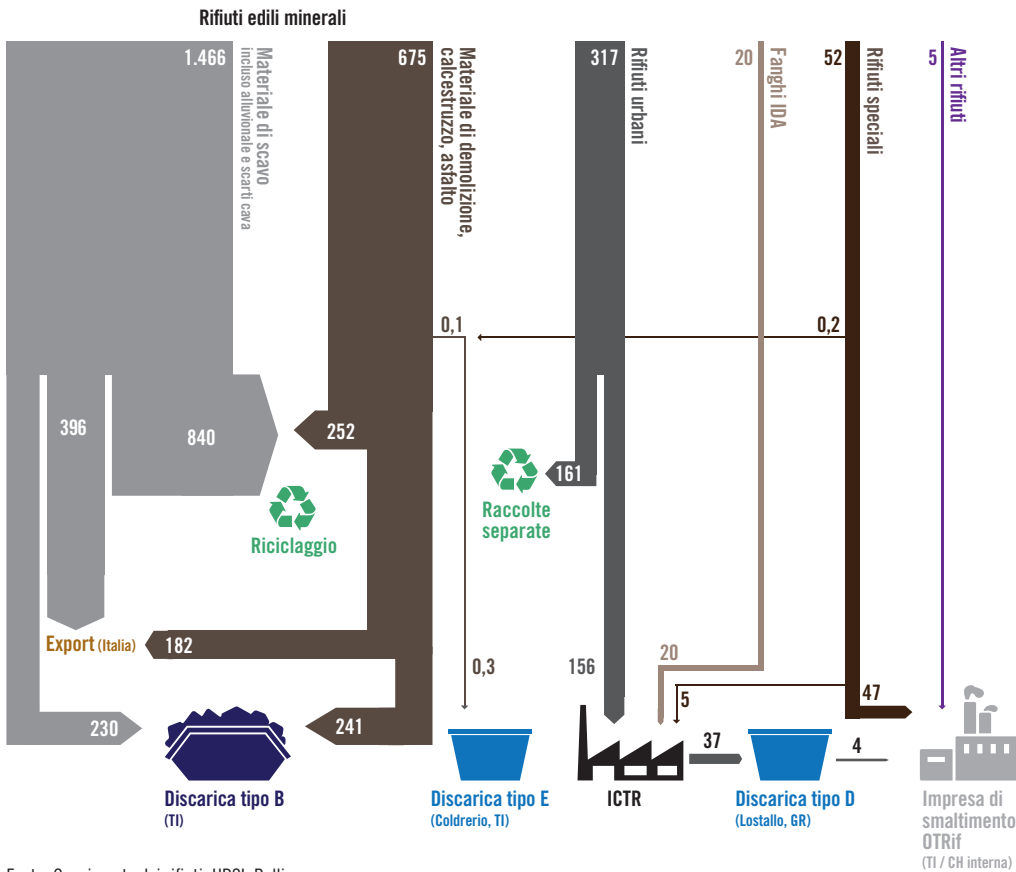 Rifiuti edili minerali
1.466
Materiale di scavo
incluso alluvionale e scarti cava
675
Materiale di demolizione,
calcestruzzo, asfalto
317
Rifiuti urbani
20
Fanghi IDA
52
Rifiuti speciali
5
Altri rifiuti
0,1
0,2
396
840
252
161
Riciclaggio
Raccolte
separate
Export (Italia)
182
0,3
156
20
5
47
230
241
37
4
Discarica tipo B
(TI)
Discarica tipo E
(Coldrerio, TI)
ICTR
Discarica tipo D
(Lostallo, GR)
Impresa di
smaltimento
OTRif
(TI / CH interna)